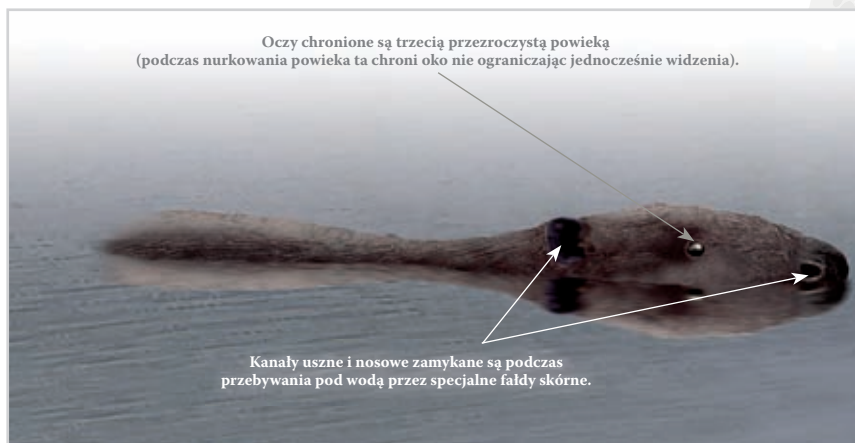 Oczy chronione są trzecią przezroczystą powieką
(podczas nurkowania powieka ta chroni oko nie ograniczając jednocześnie widzenia).
Kanały uszne i nosowe zamykane są podczas
przebywania pod wodą przez specjalne fałdy skórne.